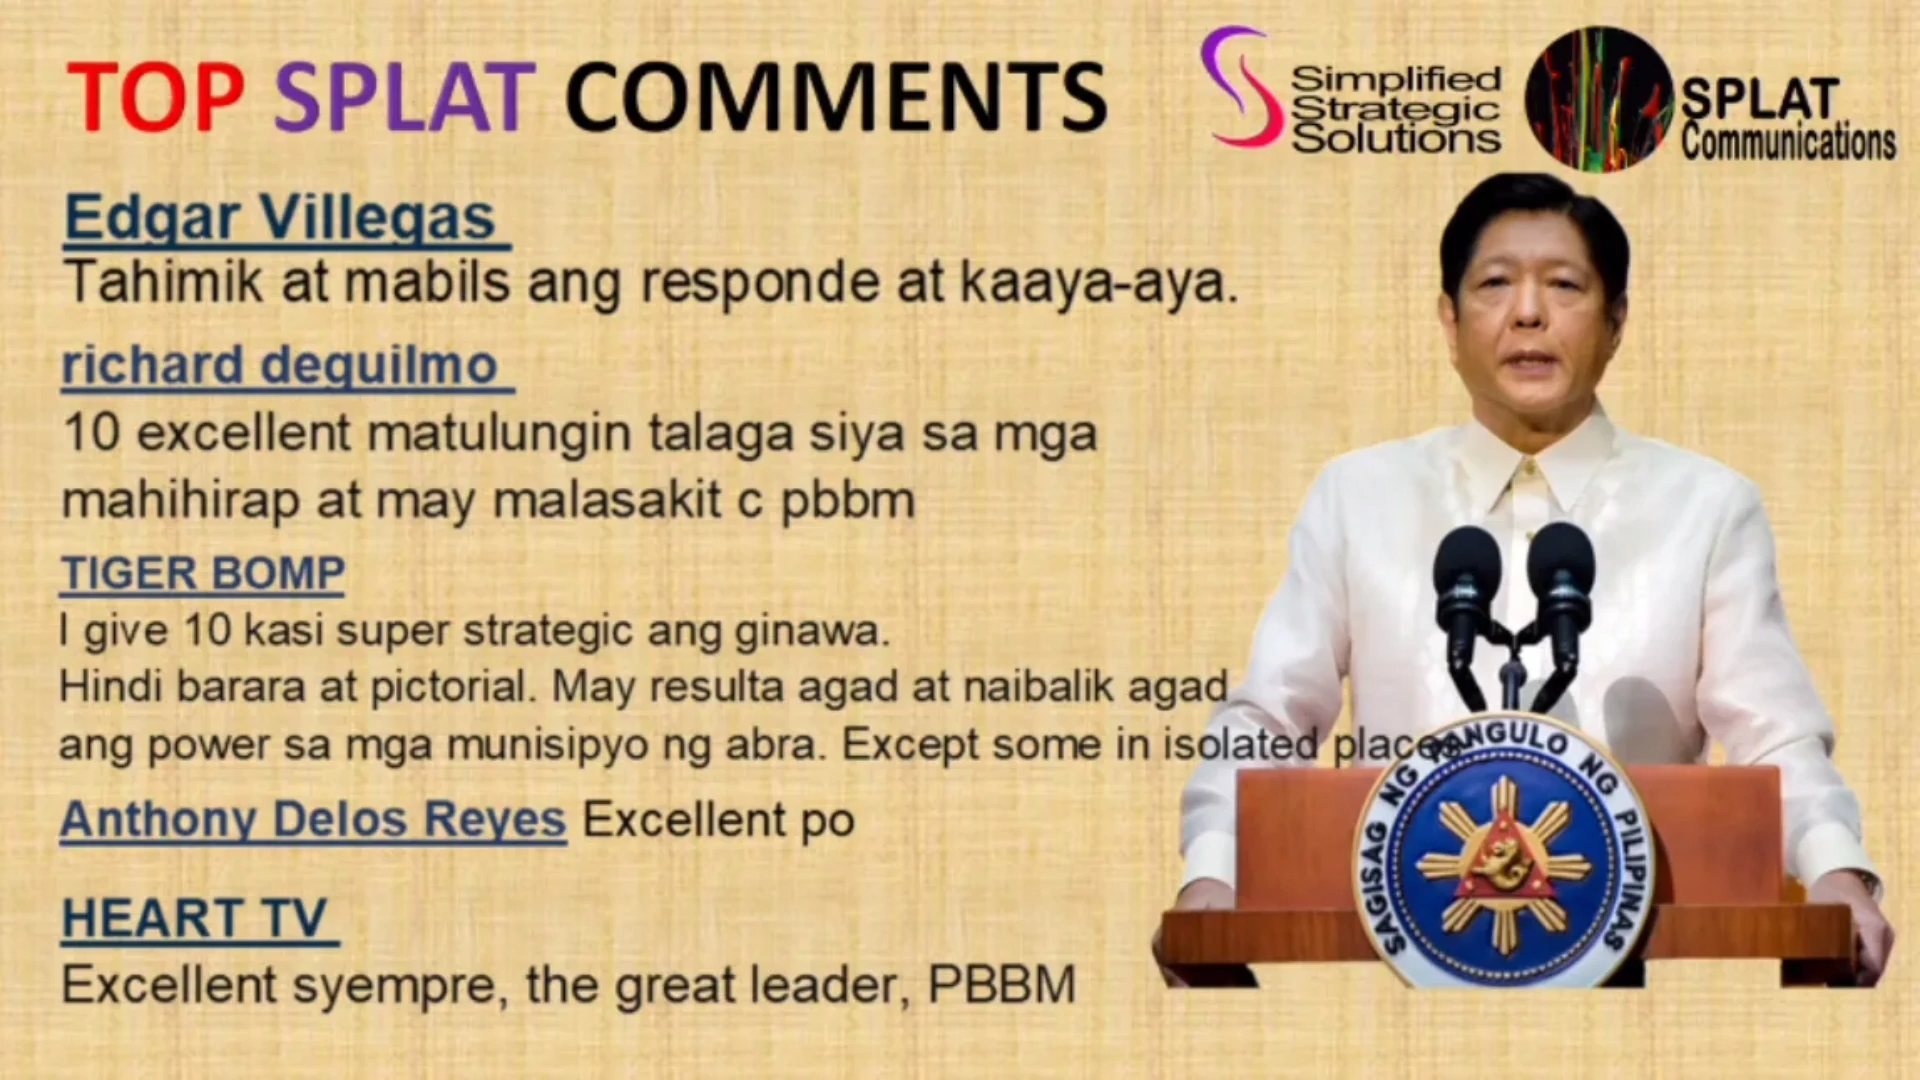 TOP SPLAT COMMENTS
Simplified
Strategic
Solutions
SPLAT
Communications
Edgar Villegas
Tahimik at mabils ang responde at kaaya-aya.
richard deguilmo
10 excellent matulungin talaga siya sa mga
mahihirap at may malasakit c pbbm
TIGER BOMP
I give 10 kasi super strategic ang ginawa.
Hindi barara at pictorial. May resulta agad at naibalik agad
ang power sa mga munisipyo ng abra. Except some in isolated places.
Anthony Delos Reyes Excellent po
HEART TV
Excellent syempre, the great leader, PBBM
SAGISAG NG PANGULO NG PILIPINAS